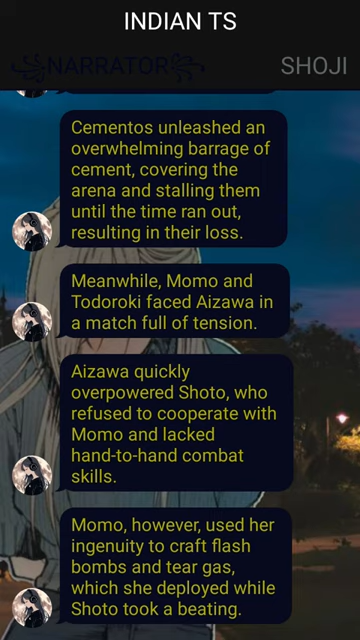 INDIAN TS
NARRATOR
SHOJI
Cementos unleashed an
overwhelming barrage of
cement, covering the
arena and stalling them
until the time ran out,
resulting in their loss.
Meanwhile, Momo and
Todoroki faced Aizawa in
a match full of tension.
Aizawa quickly
overpowered Shoto, who
refused to cooperate with
Momo and lacked
hand-to-hand combat
skills.
Momo, however, used her
ingenuity to craft flash
bombs and tear gas,
which she deployed while
Shoto took a beating.